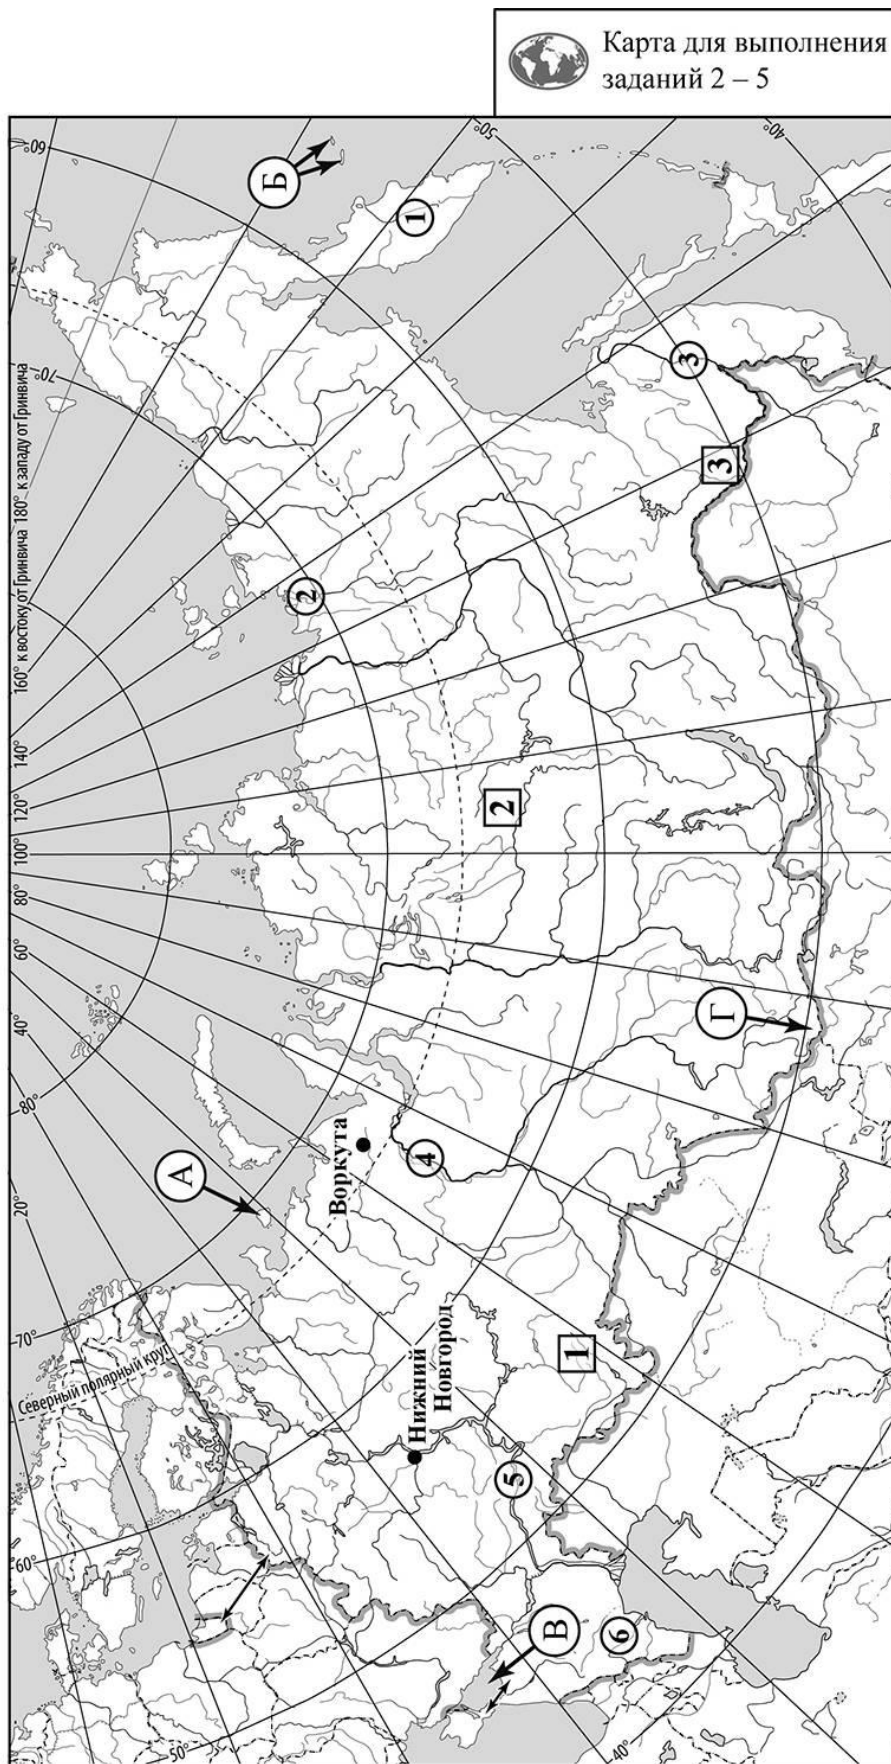 Карта для выполнения
заданий 2 – 5
60°
Б
50°
40°
1
70°
160° к востоку от Гринвича 180° к западу от Гринвича
3
3
2
140°
120°
2
100°
80°
60°
Г
40°
80°
Воркута
4
А
20°
70°
Северный полярный круг
Нижний
Новгород
1
5
60°
В
6
50°
40°